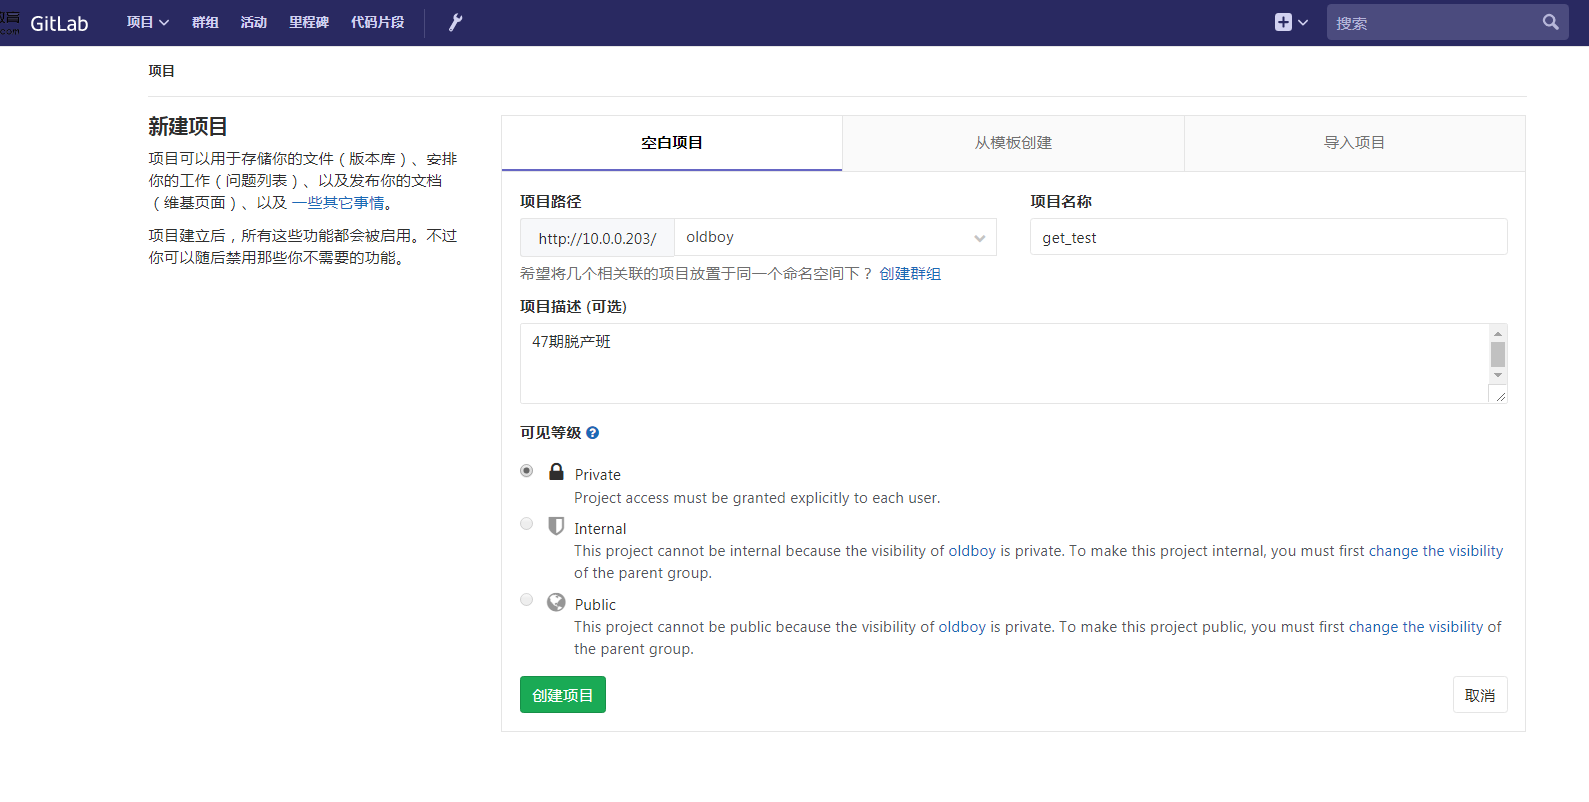 GitLab 项目 群组 活动 里程碑 代码片段 搜索
项目
新建项目
项目可以用于存储你的文件（版本库）、安排
你的工作（问题列表）、以及发布你的文档
（维基页面）、以及 一些其它事情。
项目建立后，所有这些功能都会被启用。不过
你可以随后禁用那些你不需要的功能。
空白项目 从模板创建 导入项目
项目路径 项目名称
http://10.0.0.203/ oldboy get_test
希望将几个相关联的项目放置于同一个命名空间下？ 创建群组
项目描述 (可选)
47期脱产班
可见等级
Private
Project access must be granted explicitly to each user.
Internal
This project cannot be internal because the visibility of oldboy is private. To make this project internal, you must first change the visibility
of the parent group.
Public
This project cannot be public because the visibility of oldboy is private. To make this project public, you must first change the visibility of
the parent group.
创建项目 取消